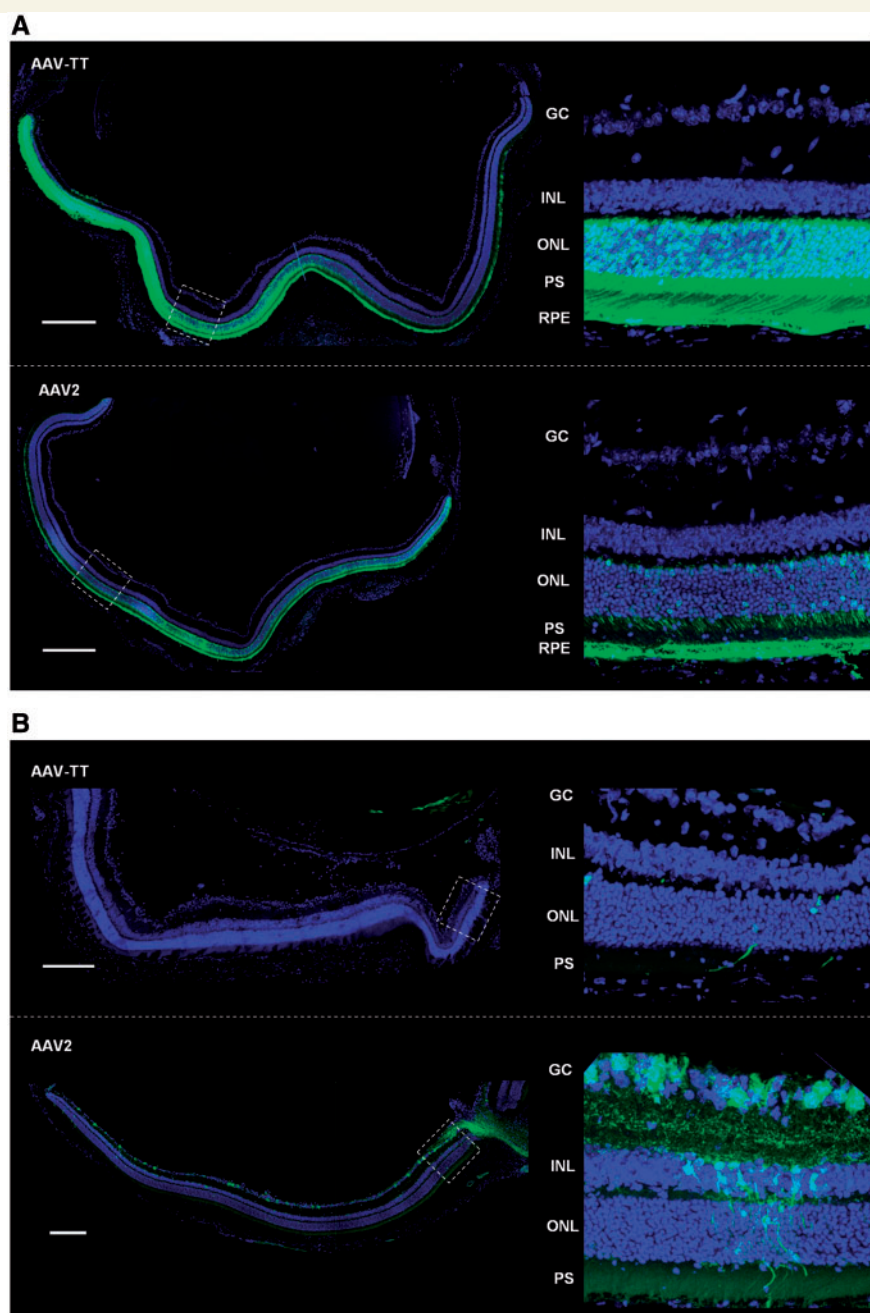 A
AAV-TT
GC
INL
ONL
PS
RPE
AAV2
GC
INL
ONL
PS
RPE
B
AAV-TT
GC
INL
ONL
PS
AAV2
GC
INL
ONL
PS